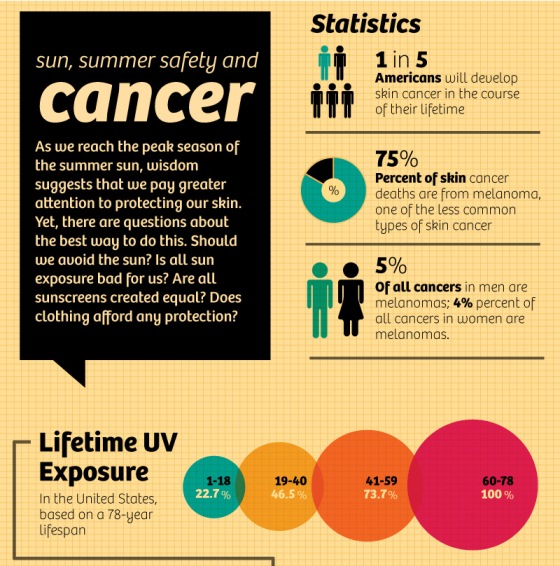 sun, summer safety and
cancer
As we reach the peak season of
the summer sun, wisdom
suggests that we pay greater
attention to protecting our skin.
Yet, there are questions about
the best way to do this. Should
we avoid the sun? Is all sun
exposure bad for us? Are all
sunscreens created equal? Does
clothing afford any protection?
Statistics
1 in 5
Americans will develop
skin cancer in the course
of their lifetime
%
75%
Percent of skin cancer
deaths are from melanoma,
one of the less common
types of skin cancer
5%
Of all cancers in men are
melanomas; 4% percent of
all cancers in women are
melanomas.
Lifetime UV
Exposure
In the United States,
based on a 78-year
lifespan
1-18
22.7 %
19-40
46.5 %
41-59
73.7 %
60-78
100 %